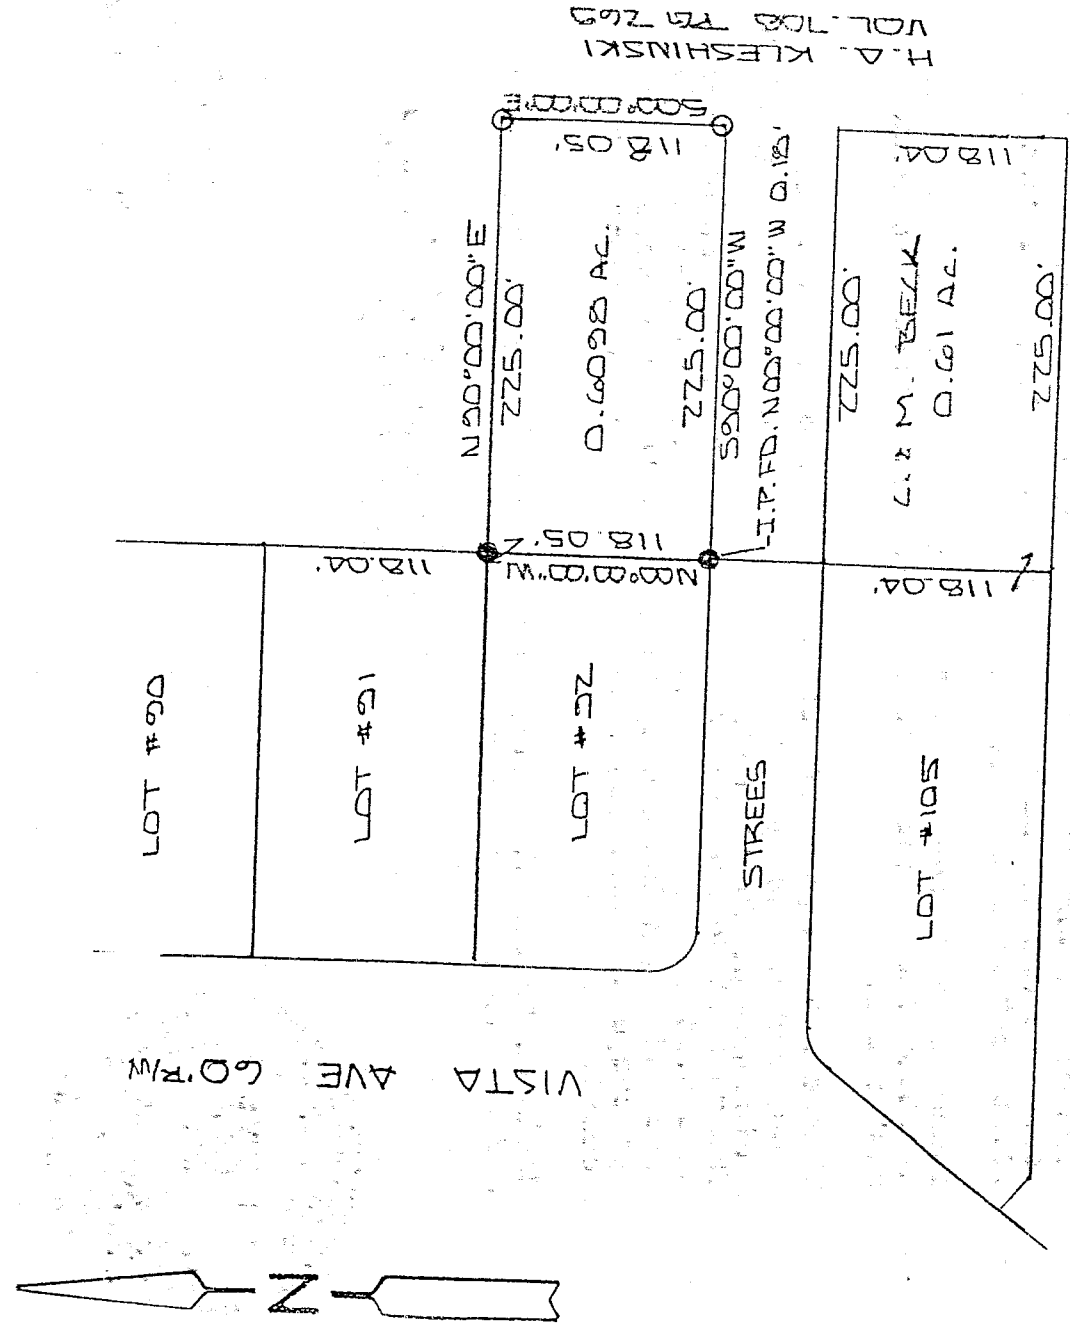 H.A. KLESHINSKI
VOL. 700 PG 269
S00°00'00"E
118.05'
N90°00'00"E
225.00'
0.6098 AC.
225.00'
S90°00'00"W
I.P. FD. N00°00'00"W 0.18'
118.05'
N00°00'00"W
118.04'
225.00'
L. & M. BECK
0.61 AC.
225.00'
118.04'
118.04'
LOT #90
LOT #91
LOT #92
STREES
LOT #105
VISTA AVE 60' R/W
N